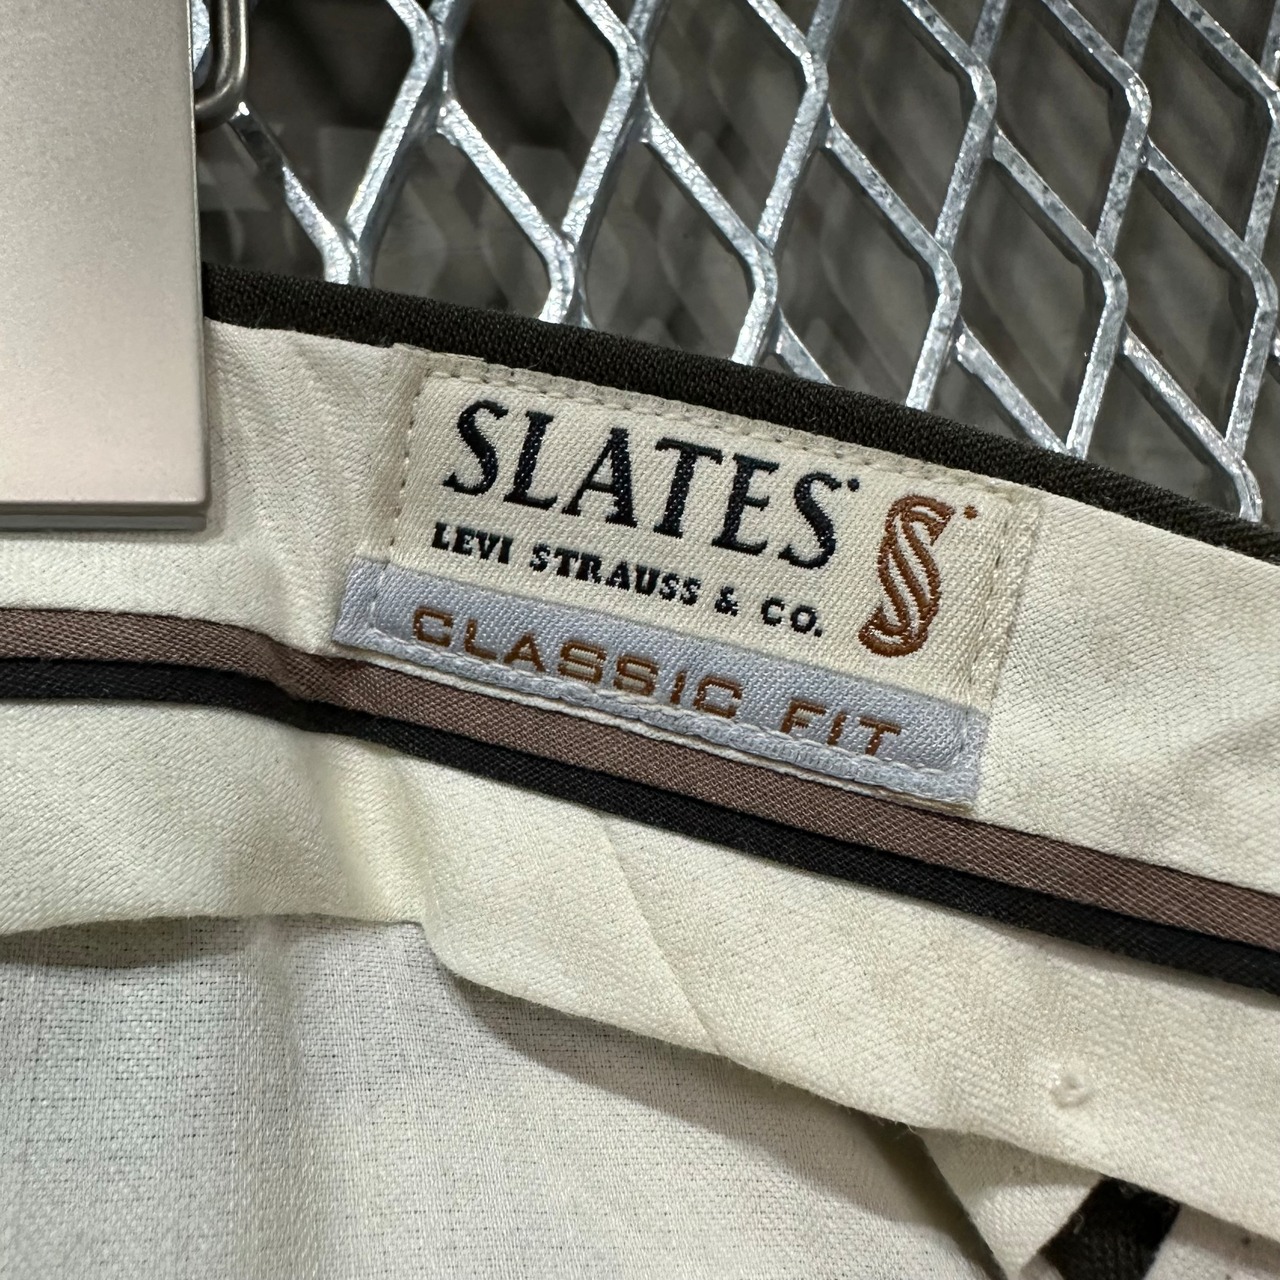 SLATES S
LEVI STRAUSS & CO.
CLASSIC FIT